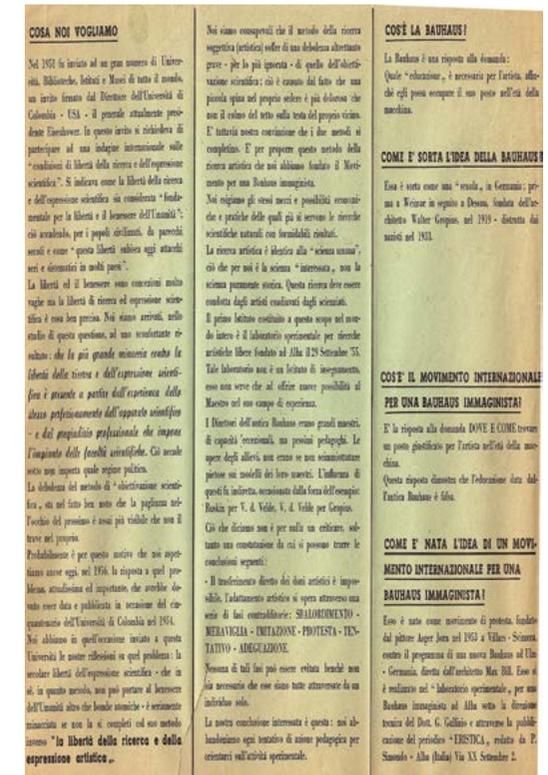 COSA NOI VOGLIAMO
Nel 1951 fu inviato ad un gran numero di Univer-
sità, Biblioteche, Istituti e Musei di tutto il mondo,
un invito firmato dal Direttore dell'Università di
Colombia - USA - il generale attualmente presi-
dente Eisenhower. In questo invito si richiedeva di
partecipare ad una indagine internazionale sulle
"condizioni di libertà della ricerca e dell'espressione
scientifica". Si indicava come la libertà della ricerca
e dell'espressione scientifica sia considerata "fonda-
mentale per la libertà e il benessere dell'Umanità";
ciò accadendo, per i popoli civilizzati, da parecchi
secoli e come "questa libertà subisca oggi attacchi
seri e sistematici in molti paesi".
La libertà ed il benessere sono concezioni molto
vaghe ma la libertà di ricerca ed espressione scien-
tifica è cosa ben precisa. Noi siamo arrivati, nello
studio di questa questione, ad uno sconfortante ri-
sultato: che la più grande minaccia contro la
libertà della ricerca e dell'espressione scientifi-
ca è presente a partire dall'esperienza dello
stesso perfezionamento dell'apparato scientifico
- e dal pregiudizio professionale che impone
l'impianto delle facoltà scientifiche. Ciò accade
sotto non importa quale regime politico.
La debolezza del metodo di "obiettivazione scienti-
fica", sta nel fatto ben noto che la pagliuzza nel-
l'occhio del prossimo è assai più visibile che non il
trave nel proprio.
Probabilmente è per questo motivo che noi aspet-
tiamo ancor oggi, nel 1956, la risposta a quel pro-
blema, attualissimo ed importante, che avrebbe do-
vuto esser data e pubblicata in occasione del cin-
quantenario dell'Università di Colombia nel 1954.
Noi abbiamo in quell'occasione inviato a questa
Università le nostre riflessioni su quel problema: la
secolare libertà dell'espressione scientifica - che in
sè, in quanto metodo, non può portare al benessere
dell'Umanità altro che bombe atomiche - è seriamente
minacciata se non la si completi col suo metodo
inverso "la libertà della ricerca e della
espressione artistica".
Noi siamo consapevoli che il metodo della ricerca
soggettiva (artistica) soffre di una debolezza altrettanto
grave - per lo più ignorata - di quello dell'obietti-
vazione scientifica: ciò è causato dal fatto che una
piccola spina nel proprio sedere è più dolorosa che
non il colmo del tetto sulla testa del proprio vicino.
E' tuttavia nostra convinzione che i due metodi si
completino. E' per proporre questo metodo della
ricerca artistica che noi abbiamo fondato il Movi-
mento per una Bauhaus immaginista.
Noi esigiamo gli stessi mezzi e possibilità economi-
che e pratiche delle quali già si servono le ricerche
scientifiche naturali con formidabili risultati.
La ricerca artistica è identica alla "scienza umana",
ciò che per noi è la scienza "interessata", non la
scienza puramente storica. Questa ricerca deve essere
condotta dagli artisti coadiuvati dagli scienziati.
Il primo Istituto costituito a questo scopo nel mon-
do intero è il laboratorio sperimentale per ricerche
artistiche libere fondato ad Alba il 29 Settembre '55.
Tale laboratorio non è un Istituto di insegnamento,
esso non serve che ad offrire nuove possibilità al
Maestro nel suo campo di esperienza.
I Direttori dell'antica Bauhaus erano grandi maestri,
di capacità eccezionali, ma pessimi pedagoghi. Le
opere degli allievi, non erano se non scimmiottature
pietose sui modelli dei loro maestri. L'influenza di
questi fu indiretta, occasionata dalla forza dell'esempio:
Ruskin per V. d. Velde, V. d. Velde per Gropius.
Ciò che diciamo non è per nulla un criticare, sol-
tanto una constatazione da cui si possono trarre le
conclusioni seguenti:
- Il trasferimento diretto dei doni artistici è impos-
sibile, l'adattamento artistico si opera attraverso una
serie di fasi contradditorie: SBALORDIMENTO -
MERAVIGLIA - IMITAZIONE - PROTESTA - TEN-
TATIVO - ADEGUAZIONE.
Nessuna di tali fasi può essere evitata benchè non
sia necessario che esse siano tutte attraversate da un
individuo solo.
La nostra conclusione interessata è questa: noi ab-
bandoniamo ogni tentativo di azione pedagogica per
orientarci sull'attività sperimentale.
COS'È LA BAUHAUS?
La Bauhaus è una risposta alla domanda:
Quale "educazione", è necessaria per l'artista, affin-
chè egli possa occupare il suo posto nell'età della
macchina.
COME E' SORTA L'IDEA DELLA BAUHAUS?
Essa è sorta come una "scuola", in Germania; pri-
ma a Weimar in seguito a Dessau, fondata dall'ar-
chitetto Walter Gropius, nel 1919 - distrutta dai
nazisti nel 1933.
COS'E' IL MOVIMENTO INTERNAZIONALE
PER UNA BAUHAUS IMMAGINISTA?
E' la risposta alla domanda DOVE E COME trovare
un posto giustificato per l'artista nell'età della mac-
china.
Questa risposta dimostra che l'educazione data dal-
l'antica Bauhaus è falsa.
COME E' NATA L'IDEA DI UN MOVI-
MENTO INTERNAZIONALE PER UNA
BAUHAUS IMMAGINISTA?
Esso è nato come movimento di protesta, fondato
dal pittore Asger Jorn nel 1953 a Villars - Svizzera,
contro il programma di una nuova Bauhaus ad Ulm
- Germania, diretta dall'architetto Max Bill. Esso si
è realizzato nel "laboratorio sperimentale", per una
Bauhaus immaginista ad Alba sotto la direzione
tecnica del Dott. G. Gallizio e attraverso la pubbli-
cazione del periodico "ERISTICA", redatta da P.
Simondo - Alba (Italia) Via XX Settembre 2.